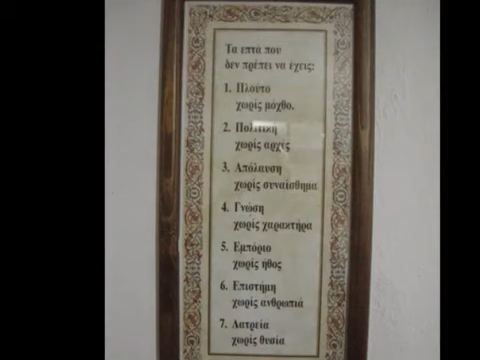 Τα επτά που
δεν πρέπει να έχεις:
1. Πλούτο
χωρίς μόχθο.
2. Πολιτική
χωρίς αρχές
3. Απόλαυση
χωρίς συναίσθημα
4. Γνώση
χωρίς χαρακτήρα
5. Εμπόριο
χωρίς ήθος
6. Επιστήμη
χωρίς ανθρωπιά
7. Λατρεία
χωρίς θυσία